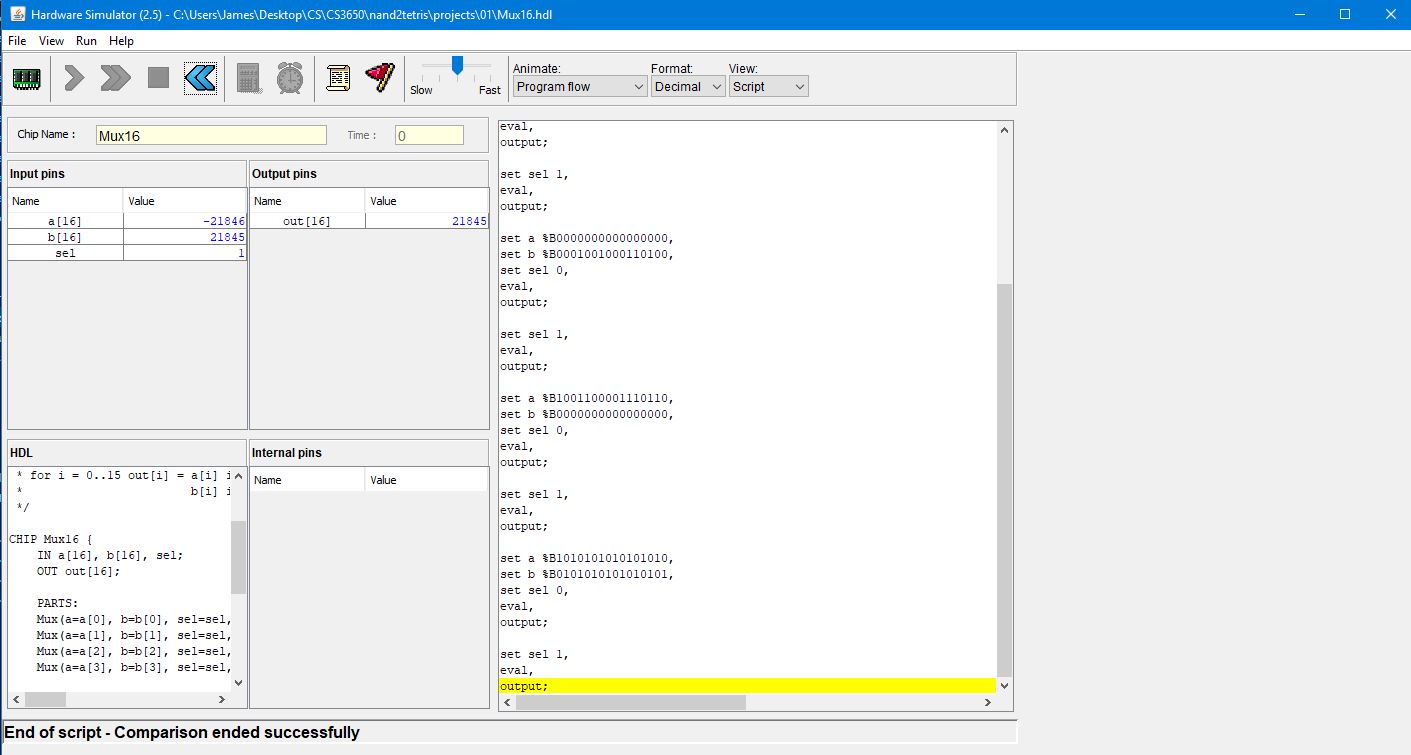 Hardware Simulator (2.5) - C:\Users\James\Desktop\CS\CS3650\nand2tetris\projects\01\Mux16.hdl
File View Run Help
Slow Fast
Animate: Format: View:
Program flow Decimal Script
Chip Name : Mux16 Time : 0
Input pins
Name Value
a[16] -21846
b[16] 21845
sel 1
Output pins
Name Value
out[16] 21845
HDL
* for i = 0..15 out[i] = a[i] i
* b[i] i
*/
CHIP Mux16 {
IN a[16], b[16], sel;
OUT out[16];
PARTS:
Mux(a=a[0], b=b[0], sel=sel,
Mux(a=a[1], b=b[1], sel=sel,
Mux(a=a[2], b=b[2], sel=sel,
Mux(a=a[3], b=b[3], sel=sel,
Internal pins
Name Value
eval,
output;
set sel 1,
eval,
output;
set a %B0000000000000000,
set b %B0001001000110100,
set sel 0,
eval,
output;
set sel 1,
eval,
output;
set a %B1001100001110110,
set b %B0000000000000000,
set sel 0,
eval,
output;
set sel 1,
eval,
output;
set a %B1010101010101010,
set b %B0101010101010101,
set sel 0,
eval,
output;
set sel 1,
eval,
output;
End of script - Comparison ended successfully